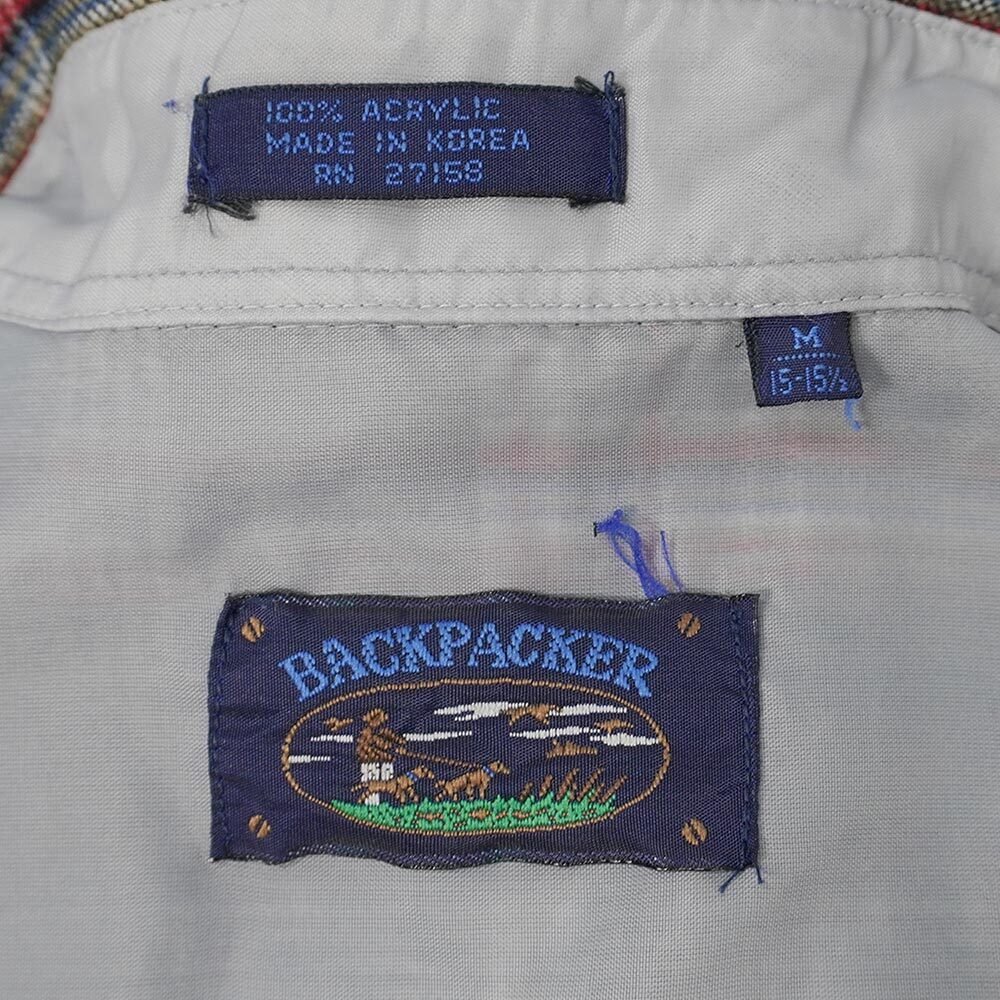 100% ACRYLIC
MADE IN KOREA
RN 27158
M
15-15½
BACKPACKER